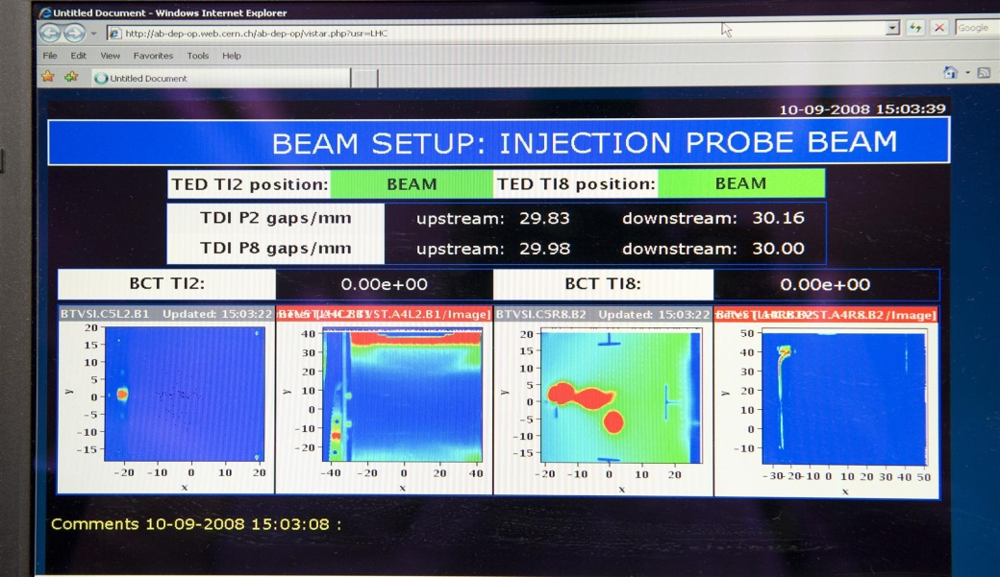 Untitled Document - Windows Internet Explorer
http://ab-dep-op.web.cern.ch/ab-dep-op/vistar.php?usr=LHC
Google
File Edit View Favorites Tools Help
Untitled Document
10-09-2008 15:03:39
BEAM SETUP: INJECTION PROBE BEAM
TED TI2 position: BEAM TED TI8 position: BEAM
TDI P2 gaps/mm upstream: 29.83 downstream: 30.16
TDI P8 gaps/mm upstream: 29.98 downstream: 30.00
BCT TI2: 0.00e+00 BCT TI8: 0.00e+00
BTVSI.C5L2.B1 Updated: 15:03:22
20
15
10
5
0
-5
-10
-15
y
-20 -10 0 10 20
x
VST.A4L2.B1/Image]
40
30
20
10
0
-10
-20
y
-40 -20 0 20 40
x
BTVSI.C5R8.B2 Updated: 15:03:22
20
15
10
5
0
-5
-10
-15
y
-20 -10 0 10 20
x
VST.A4R8.B2/Image]
50
40
30
20
10
0
-10
y
-30 -20 -10 0 10 20 30 40 50
x
Comments 10-09-2008 15:03:08 :